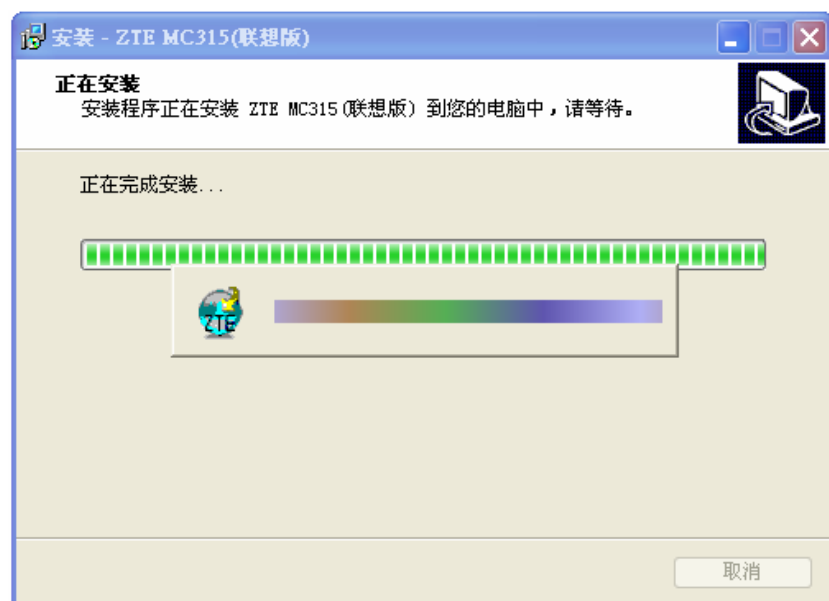 安装 - ZTE MC315(联想版)
正在安装
安装程序正在安装 ZTE MC315(联想版) 到您的电脑中，请等待。
正在完成安装...
ZTE
取消